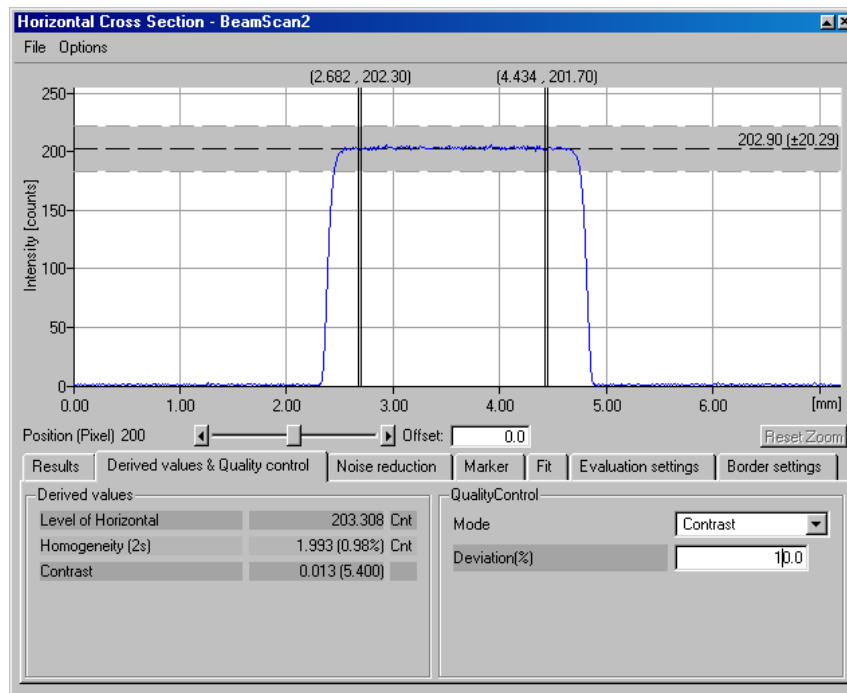 Horizontal Cross Section - BeamScan2
File Options
(2.682 , 202.30) (4.434 , 201.70)
250
202.90 (±20.29)
200
150
100
50
0
Intensity [counts]
0.00 1.00 2.00 3.00 4.00 5.00 6.00 [mm]
Position (Pixel) 200 Offset: 0.0 Reset Zoom
Results Derived values & Quality control Noise reduction Marker Fit Evaluation settings Border settings
Derived values QualityControl
Level of Horizontal 203.308 Cnt Mode Contrast
Homogeneity (2s) 1.993 (0.98%) Cnt Deviation(%) 10.0
Contrast 0.013 (5.400)